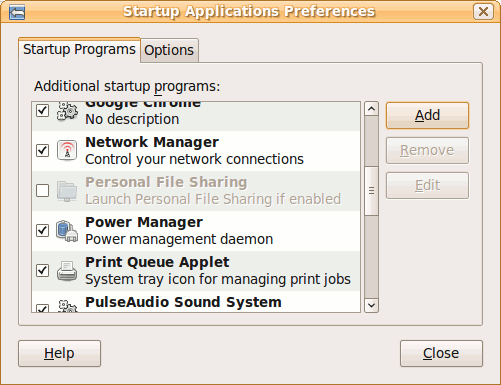 Startup Applications Preferences
Startup Programs
Options
Additional startup programs:
Google Chrome
No description
Network Manager
Control your network connections
Personal File Sharing
Launch Personal File Sharing if enabled
Power Manager
Power management daemon
Print Queue Applet
System tray icon for managing print jobs
PulseAudio Sound System
Add
Remove
Edit
Help
Close